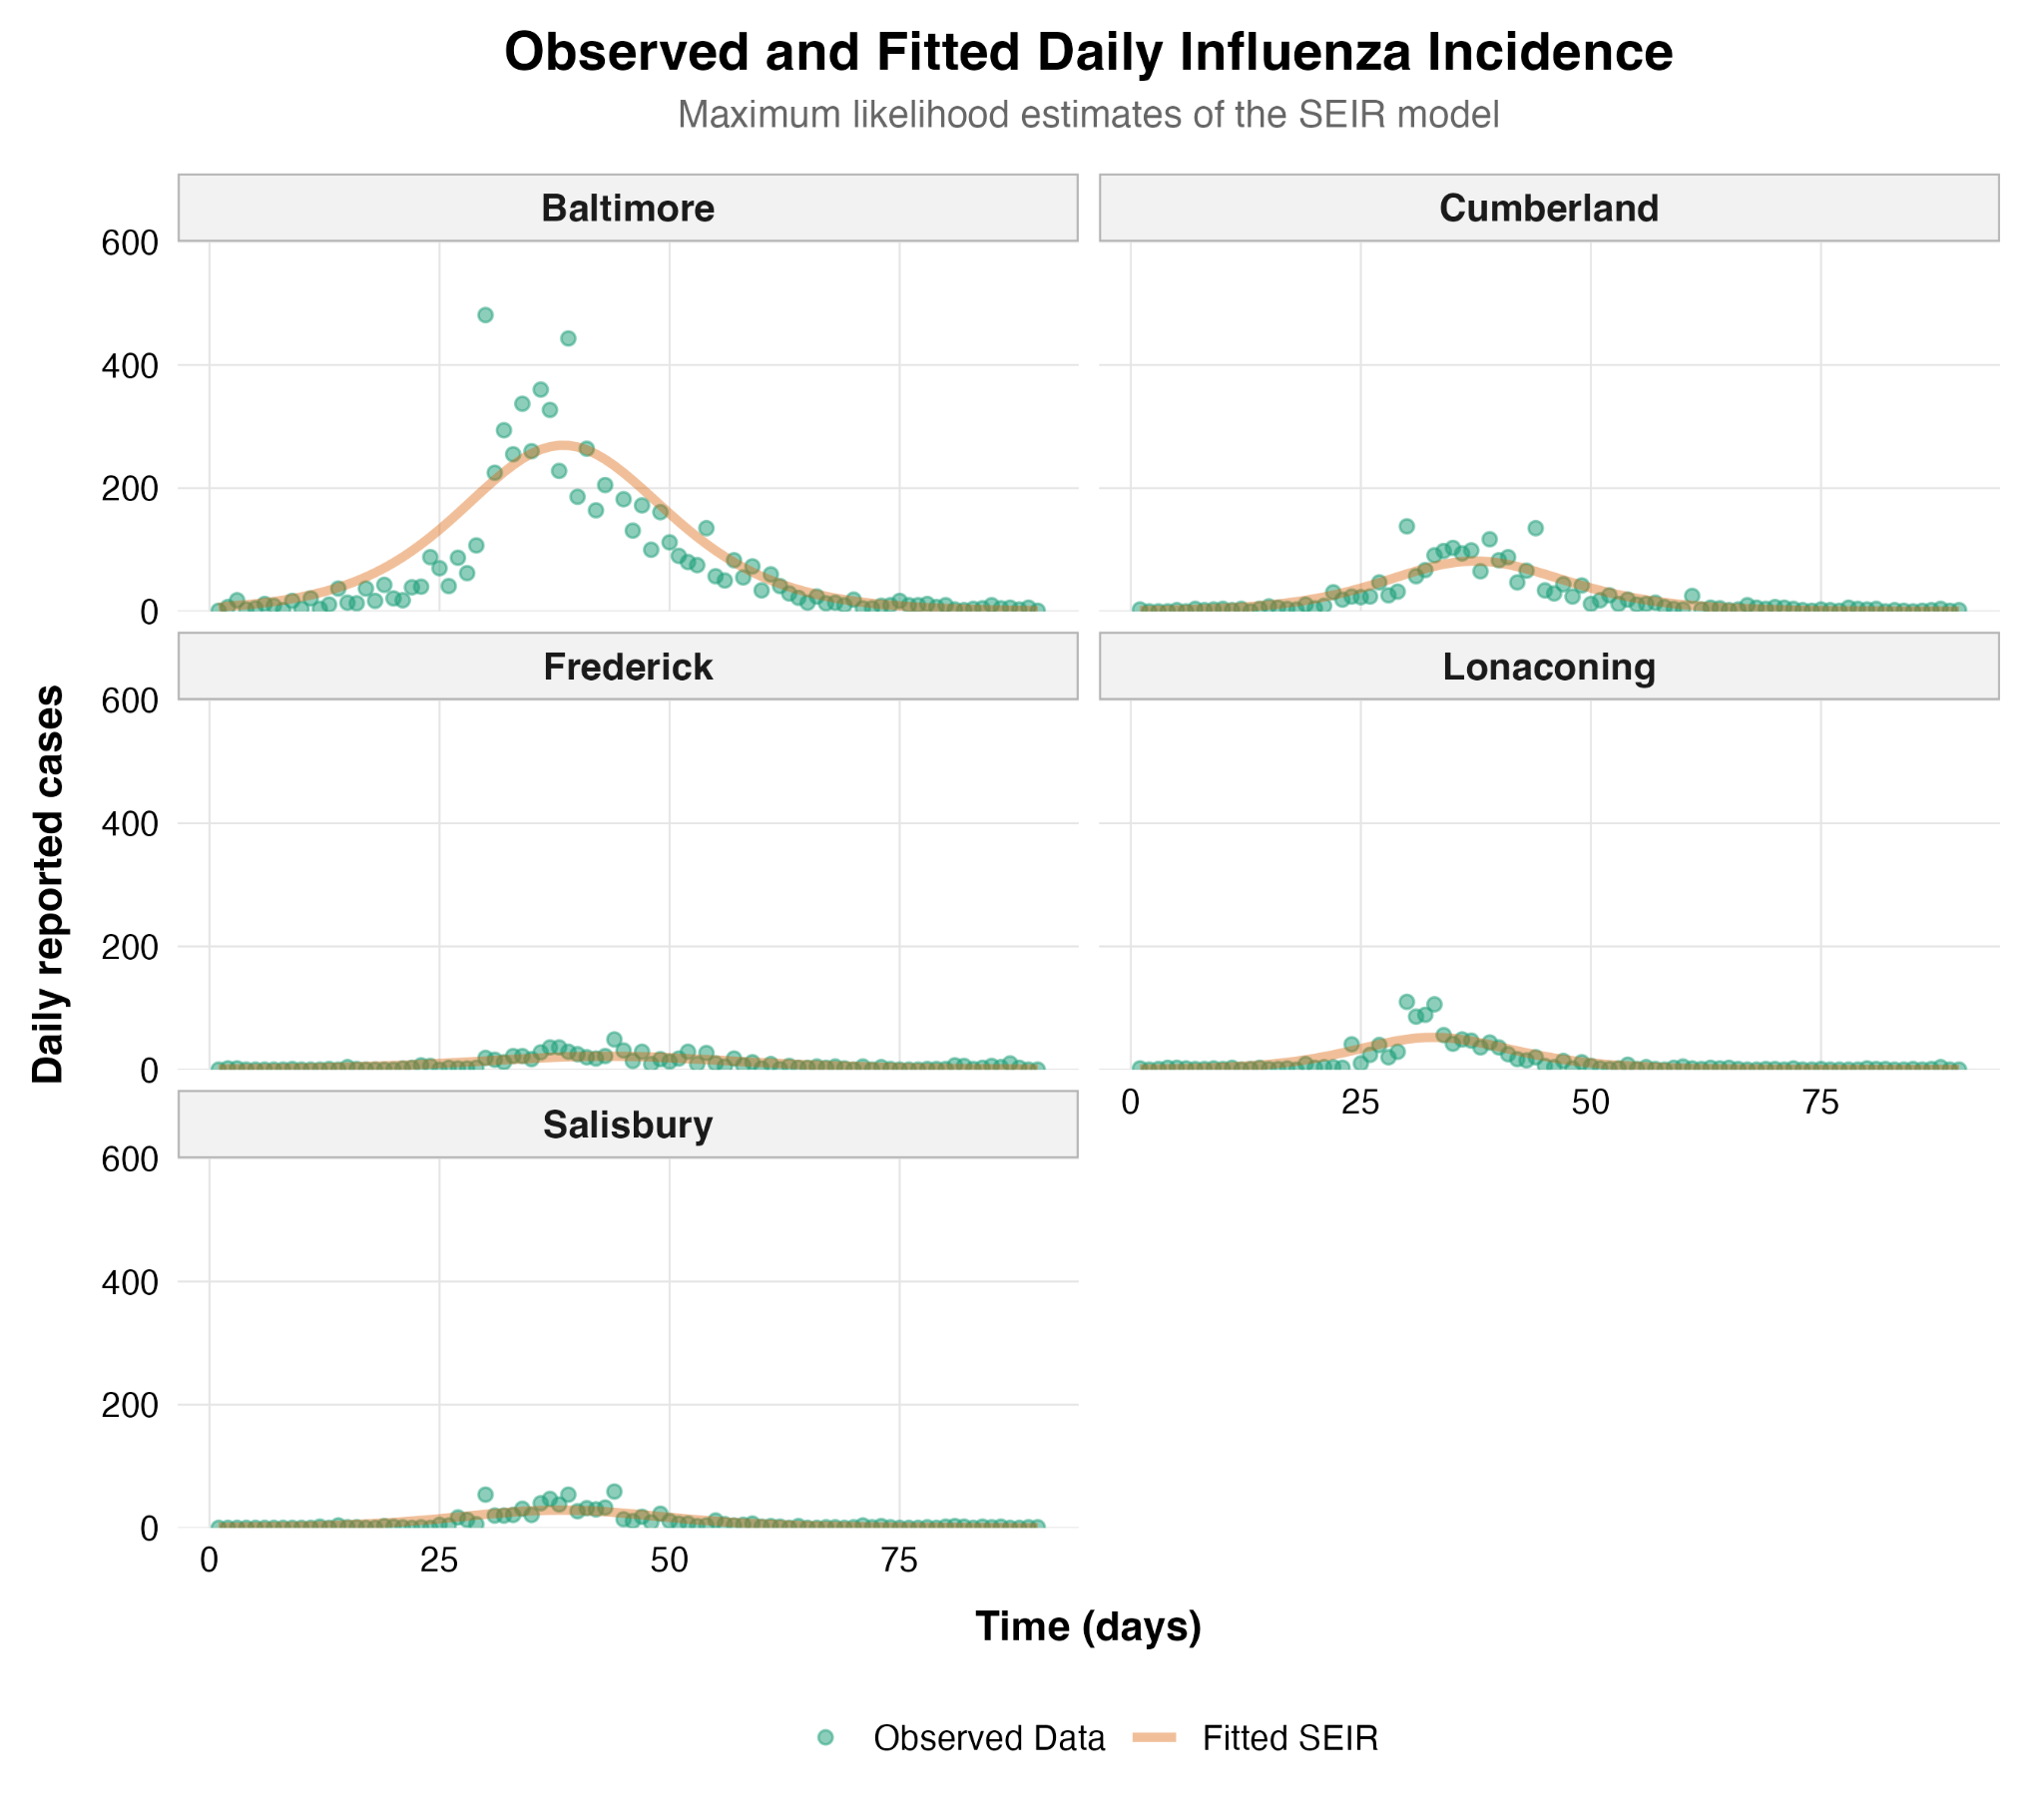 Observed and Fitted Daily Influenza Incidence
Maximum likelihood estimates of the SEIR model
Baltimore
Cumberland
600
400
200
0
Frederick
Lonaconing
600
400
200
0
0 25 50 75
Salisbury
600
400
200
0
0 25 50 75
Daily reported cases
Time (days)
Observed Data Fitted SEIR